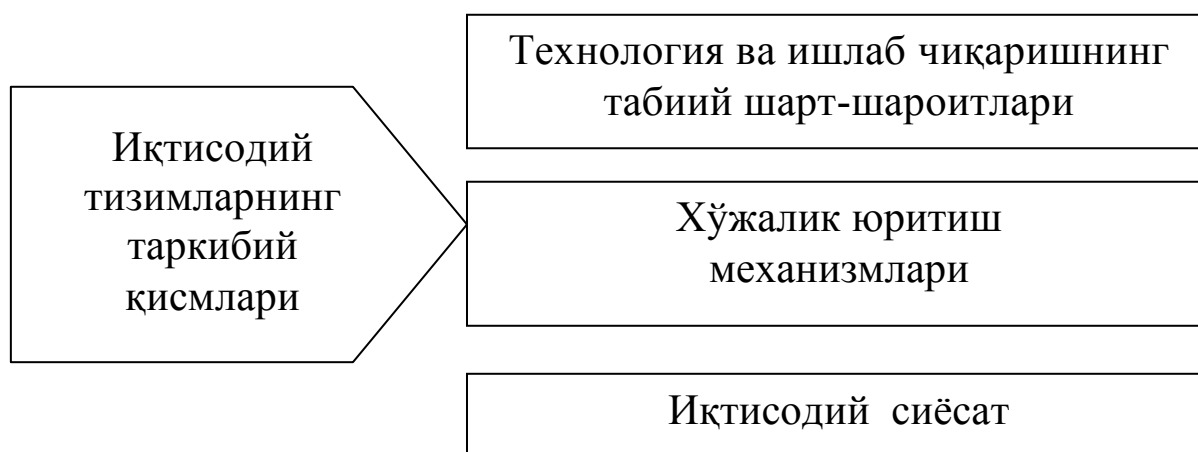 Иқтисодий
тизимларнинг
таркибий
қисмлари
Технология ва ишлаб чиқаришнинг
табиий шарт-шароитлари
Хўжалик юритиш
механизмлари
Иқтисодий сиёсат